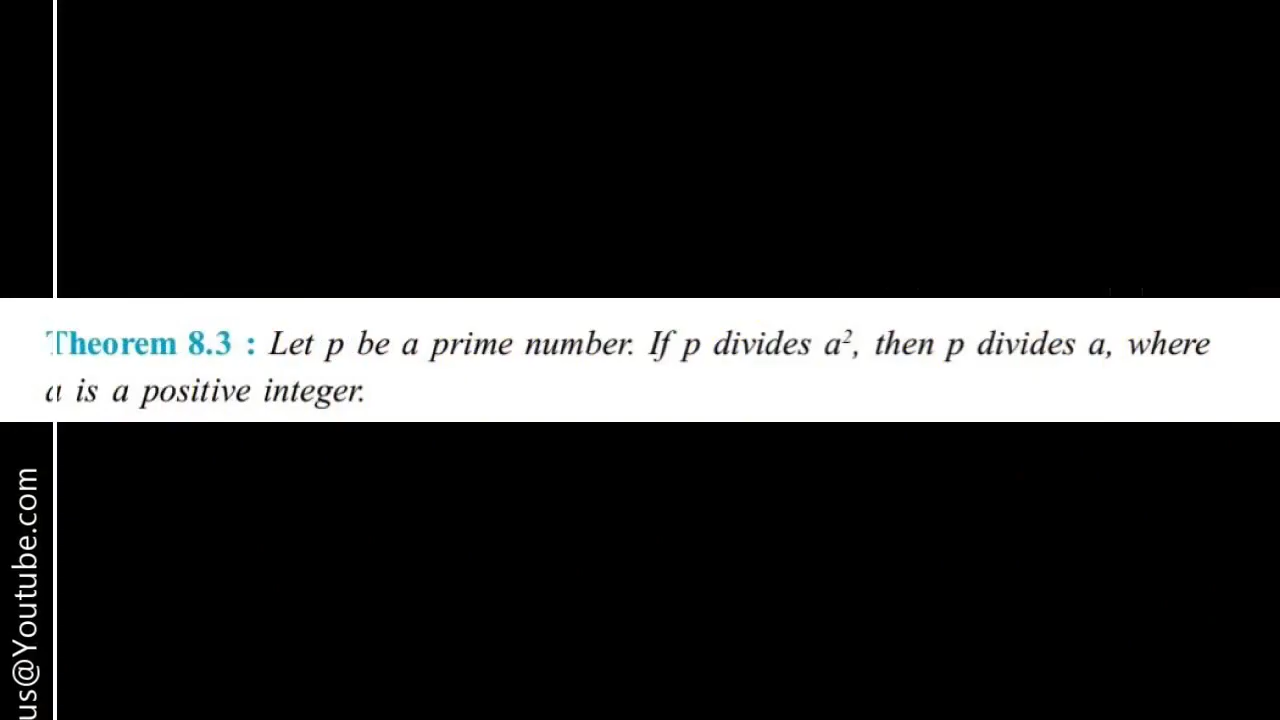 Theorem 8.3 : Let p be a prime number. If p divides a², then p divides a, where
a is a positive integer.
us@Youtube.com